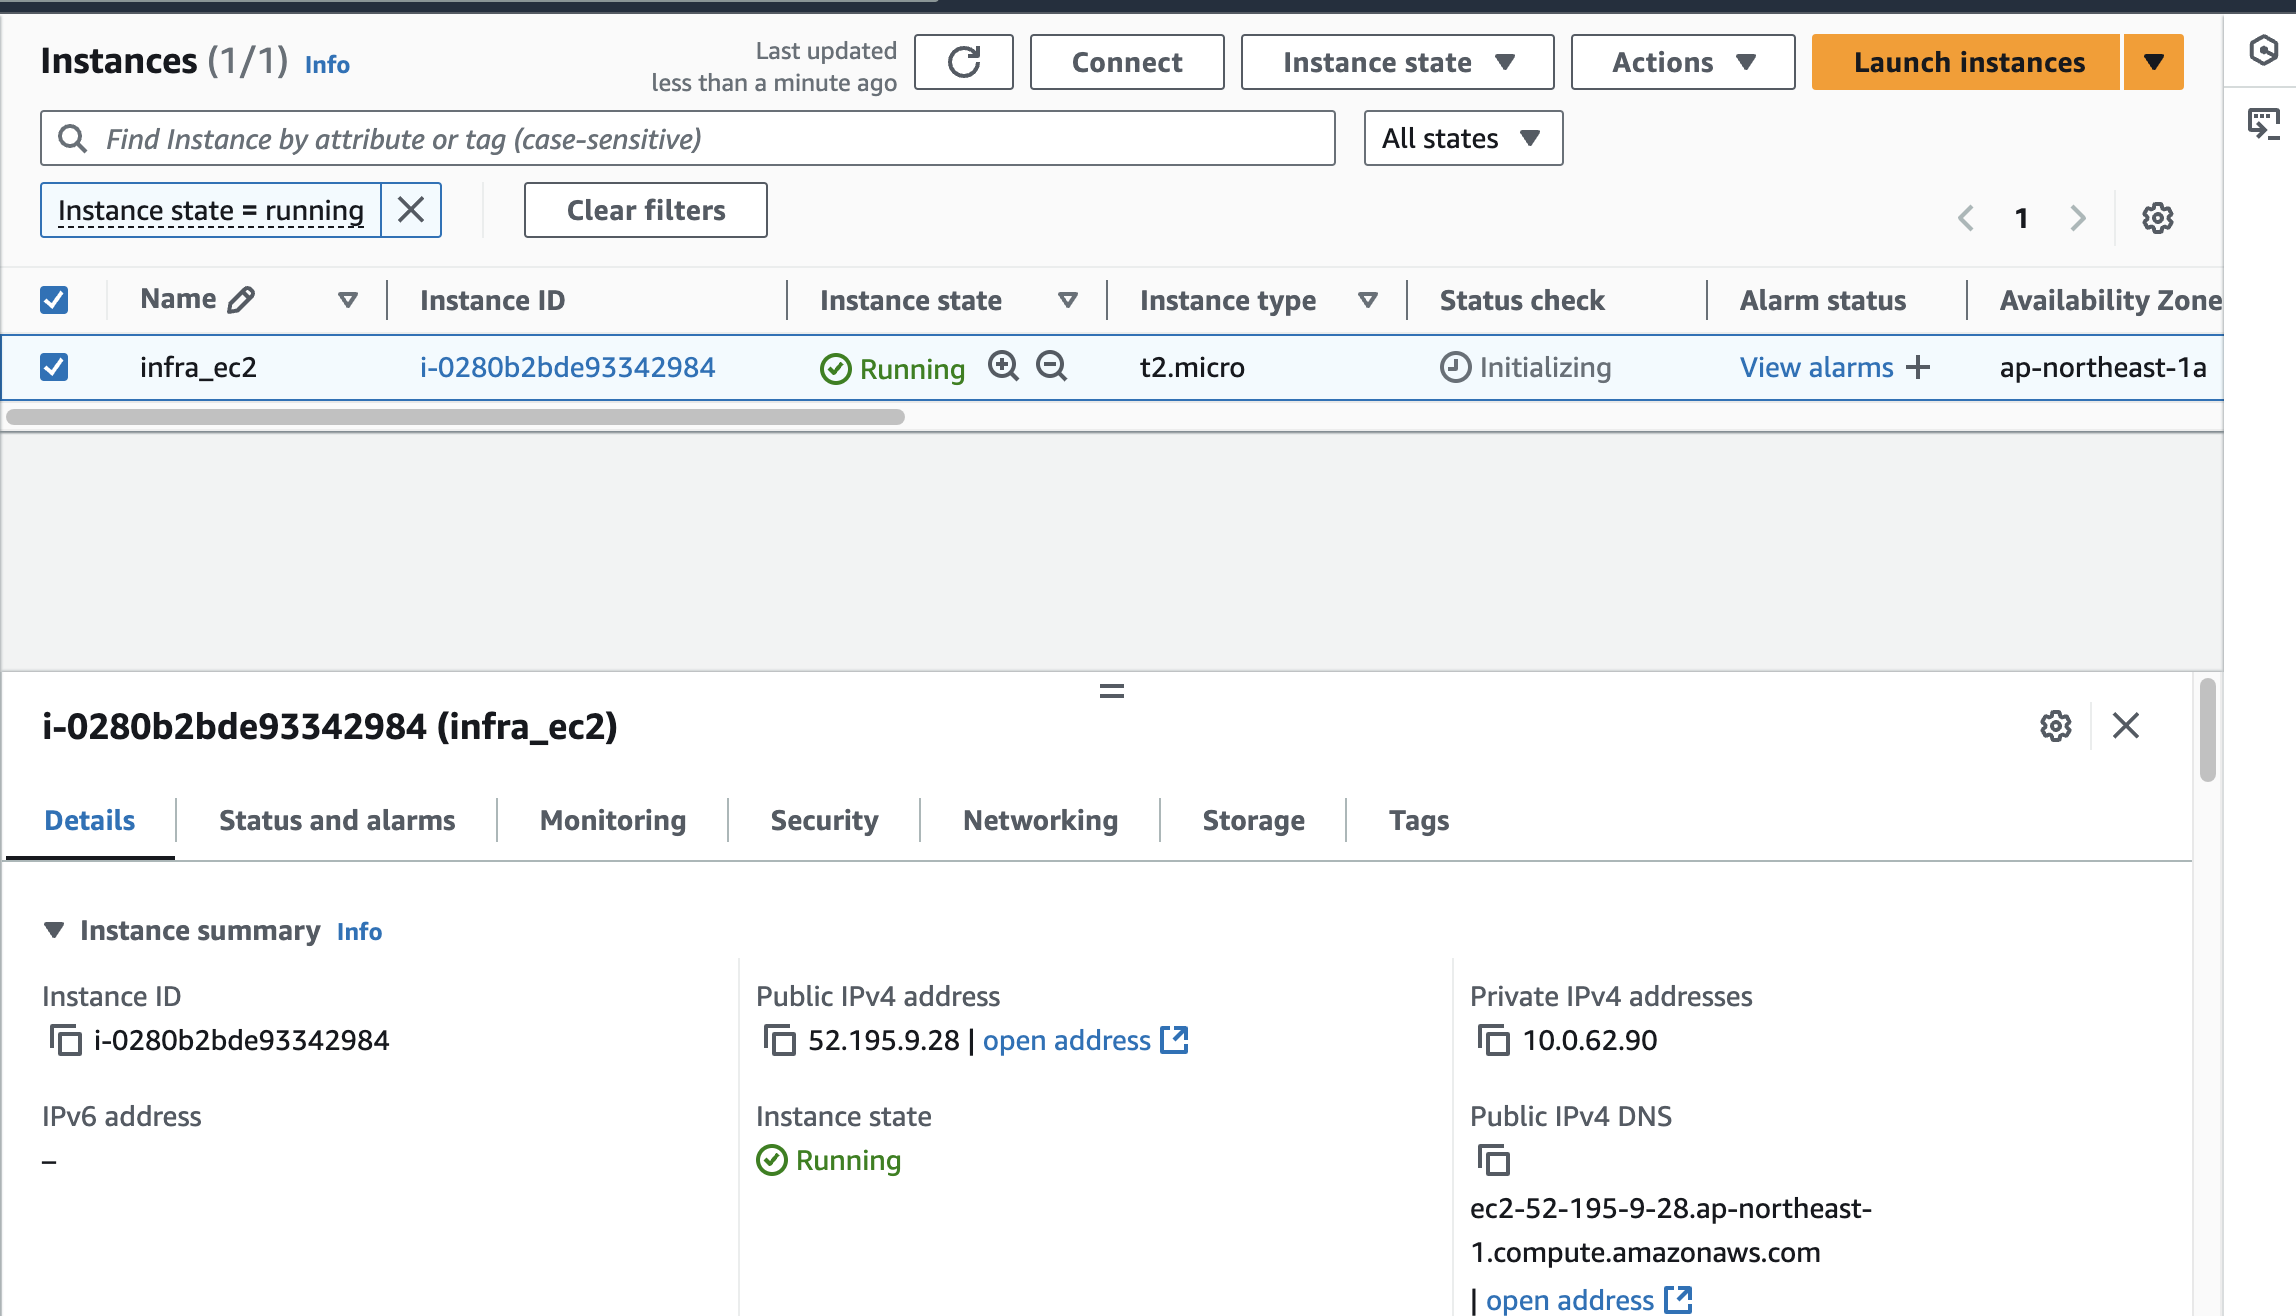 Instances (1/1) Info
Last updated
less than a minute ago
Connect
Instance state
Actions
Launch instances
Find Instance by attribute or tag (case-sensitive)
All states
Instance state = running
Clear filters
1
Name Instance ID Instance state Instance type Status check Alarm status Availability Zone
infra_ec2 i-0280b2bde93342984 Running t2.micro Initializing View alarms + ap-northeast-1a
i-0280b2bde93342984 (infra_ec2)
Details Status and alarms Monitoring Security Networking Storage Tags
Instance summary Info
Instance ID
i-0280b2bde93342984
Public IPv4 address
52.195.9.28 | open address
Private IPv4 addresses
10.0.62.90
IPv6 address
–
Instance state
Running
Public IPv4 DNS
ec2-52-195-9-28.ap-northeast-
1.compute.amazonaws.com
| open address